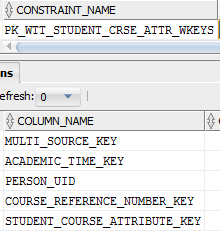 CONSTRAINT_NAME
PK_WTT_STUDENT_CRSE_ATTR_WKEYS
ns
efresh: 0
COLUMN_NAME
MULTI_SOURCE_KEY
ACADEMIC_TIME_KEY
PERSON_UID
COURSE_REFERENCE_NUMBER_KEY
STUDENT_COURSE_ATTRIBUTE_KEY